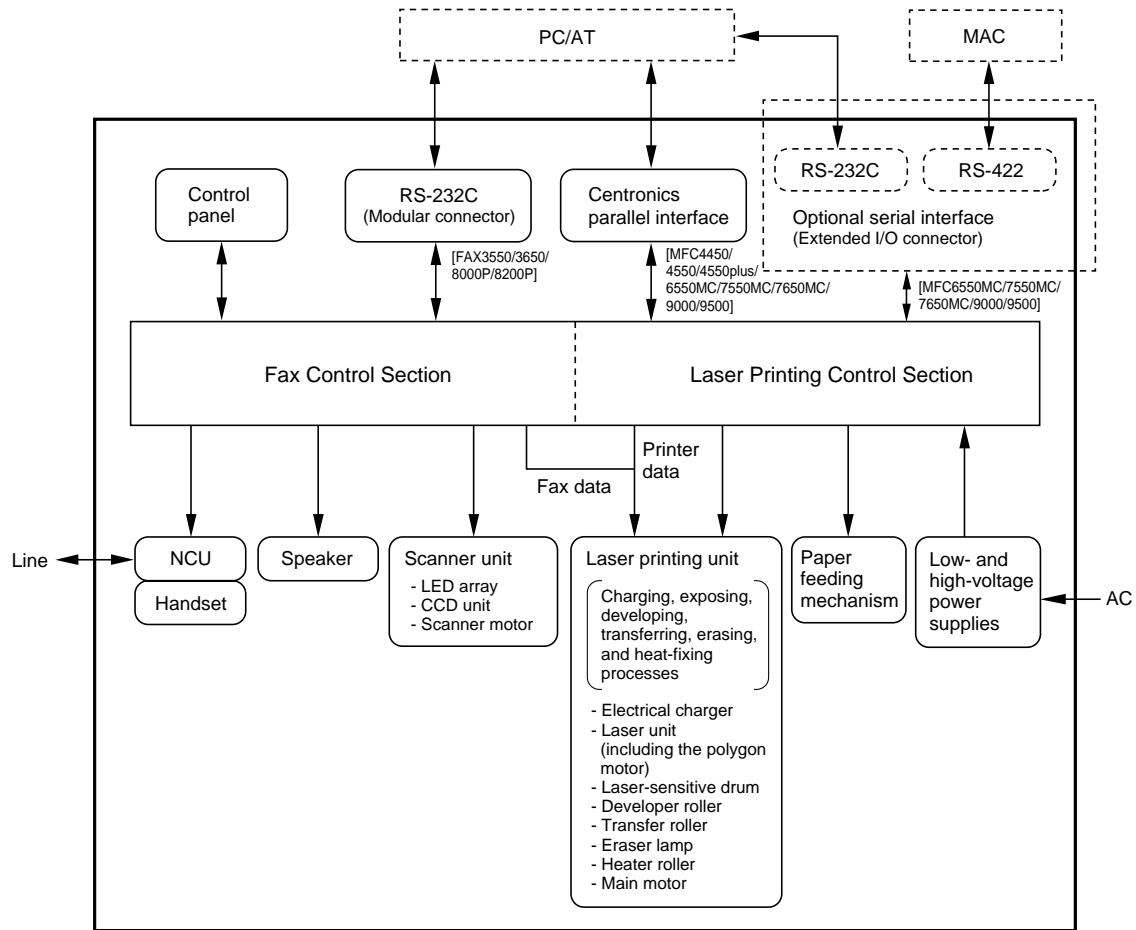 PC/AT
MAC
Control
panel
RS-232C
(Modular connector)
Centronics
parallel interface
RS-232C
RS-422
Optional serial interface
(Extended I/O connector)
[FAX3550/3650/
8000P/8200P]
[MFC4450/
4550/4550plus/
6550MC/7550MC/7650MC/
9000/9500]
[MFC6550MC/7550MC/
7650MC/9000/9500]
Fax Control Section
Laser Printing Control Section
Printer
data
Fax data
Line
NCU
Handset
Speaker
Scanner unit
- LED array
- CCD unit
- Scanner motor
Laser printing unit
Charging, exposing,
developing,
transferring, erasing,
and heat-fixing
processes
- Electrical charger
- Laser unit
(including the polygon
motor)
- Laser-sensitive drum
- Developer roller
- Transfer roller
- Eraser lamp
- Heater roller
- Main motor
Paper
feeding
mechanism
Low- and
high-voltage
power
supplies
AC